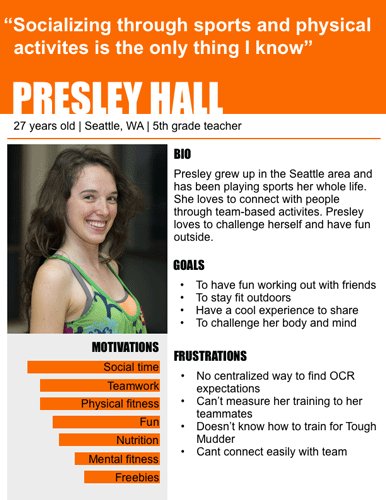 “Socializing through sports and physical
activites is the only thing I know”
PRESLEY HALL
27 years old | Seattle, WA | 5th grade teacher
BIO
Presley grew up in the Seattle area and
has been playing sports her whole life.
She loves to connect with people
through team-based activites. Presley
loves to challenge herself and have fun
outside.
GOALS
• To have fun working out with friends
• To stay fit outdoors
• Have a cool experience to share
• To challenge her body and mind
MOTIVATIONS
Social time
Teamwork
Physical fitness
Fun
Nutrition
Mental fitness
Freebies
FRUSTRATIONS
• No centralized way to find OCR
expectations
• Can’t measure her training to her
teammates
• Doesn’t know how to train for Tough
Mudder
• Cant connect easily with team